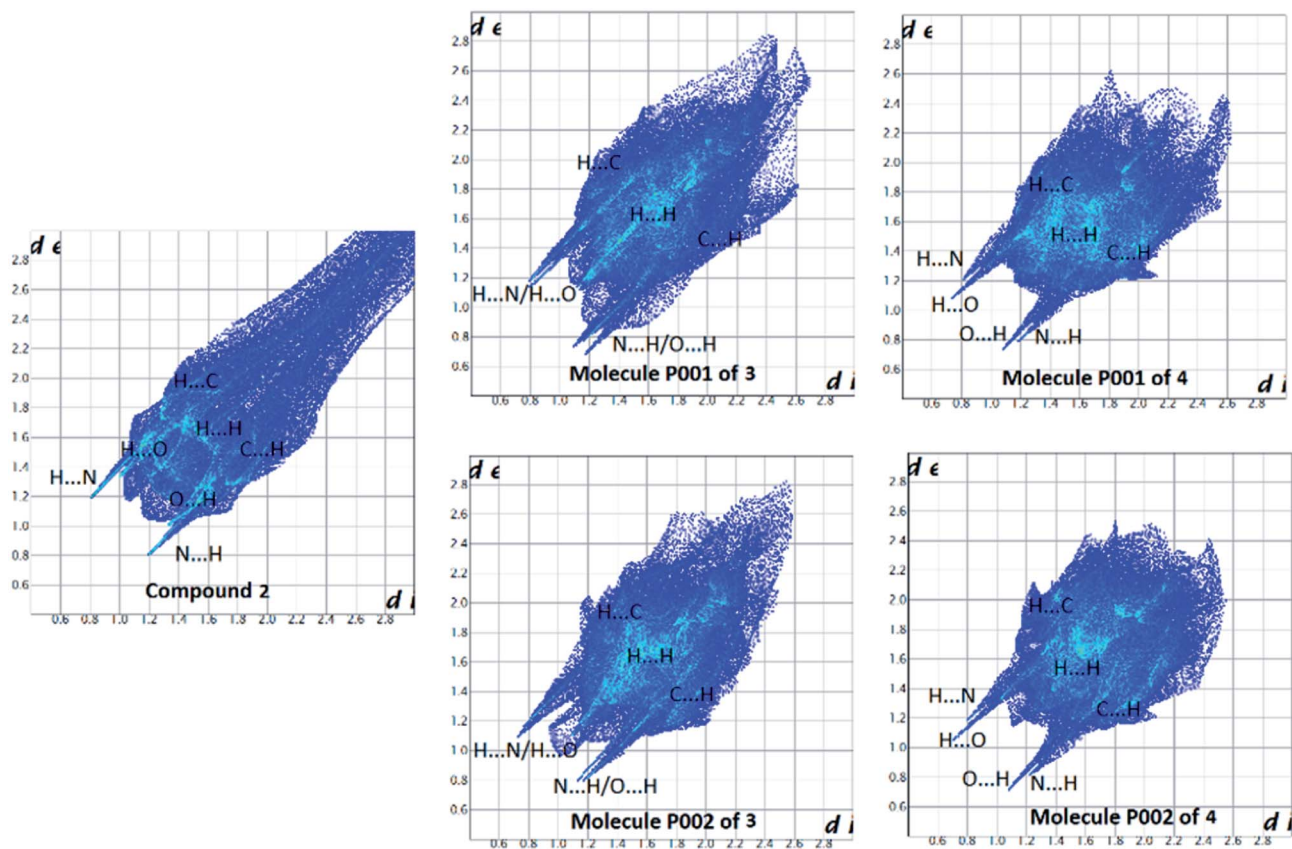 d e
2.8
2.6
2.4
2.2
2.0
1.8
1.6
1.4
1.2
1.0
0.8
0.6
H...C
H...H
H...O
C...H
H...N
O...H
N...H
Compound 2
d i
0.6 0.8 1.0 1.2 1.4 1.6 1.8 2.0 2.2 2.4 2.6 2.8
d e
2.8
2.6
2.4
2.2
2.0
1.8
1.6
1.4
1.2
1.0
0.8
0.6
H...C
H...H
C...H
H...N/H...O
N...H/O...H
Molecule P001 of 3
d i
0.6 0.8 1.0 1.2 1.4 1.6 1.8 2.0 2.2 2.4 2.6 2.8
d e
2.8
2.6
2.4
2.2
2.0
1.8
1.6
1.4
1.2
1.0
0.8
0.6
H...C
H...H
C...H
H...N
H...O
O...H
N...H
Molecule P001 of 4
d i
0.6 0.8 1.0 1.2 1.4 1.6 1.8 2.0 2.2 2.4 2.6 2.8
d e
2.8
2.6
2.4
2.2
2.0
1.8
1.6
1.4
1.2
1.0
0.8
0.6
H...C
H...H
C...H
H...N/H...O
N...H/O...H
Molecule P002 of 3
d i
0.6 0.8 1.0 1.2 1.4 1.6 1.8 2.0 2.2 2.4 2.6 2.8
d e
2.8
2.6
2.4
2.2
2.0
1.8
1.6
1.4
1.2
1.0
0.8
0.6
H...C
H...H
C...H
H...N
H...O
O...H
N...H
Molecule P002 of 4
d i
0.6 0.8 1.0 1.2 1.4 1.6 1.8 2.0 2.2 2.4 2.6 2.8